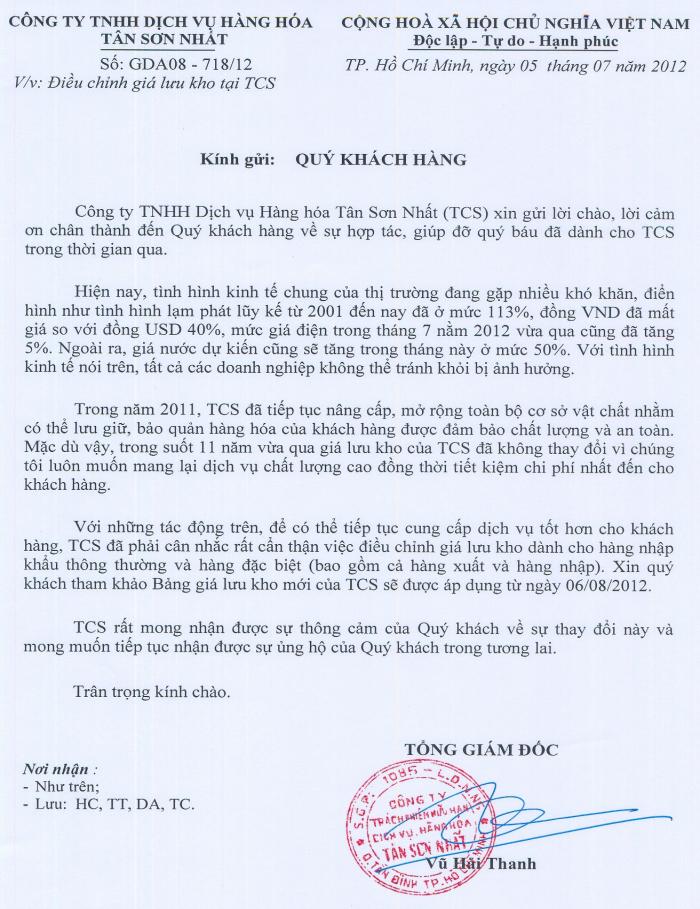 CÔNG TY TNHH DỊCH VỤ HÀNG HÓA
TÂN SƠN NHẤT
Số: GDA08 - 718/12
V/v: Điều chỉnh giá lưu kho tại TCS
CỘNG HOÀ XÃ HỘI CHỦ NGHĨA VIỆT NAM
Độc lập - Tự do - Hạnh phúc
TP. Hồ Chí Minh, ngày 05 tháng 07 năm 2012
Kính gửi: QUÝ KHÁCH HÀNG
Công ty TNHH Dịch vụ Hàng hóa Tân Sơn Nhất (TCS) xin gửi lời chào, lời cảm
ơn chân thành đến Quý khách hàng về sự hợp tác, giúp đỡ quý báu đã dành cho TCS
trong thời gian qua.
Hiện nay, tình hình kinh tế chung của thị trường đang gặp nhiều khó khăn, điển
hình như tình hình lạm phát lũy kế từ 2001 đến nay đã ở mức 113%, đồng VND đã mất
giá so với đồng USD 40%, mức giá điện trong tháng 7 năm 2012 vừa qua cũng đã tăng
5%. Ngoài ra, giá nước dự kiến cũng sẽ tăng trong tháng này ở mức 50%. Với tình hình
kinh tế nói trên, tất cả các doanh nghiệp không thể tránh khỏi bị ảnh hưởng.
Trong năm 2011, TCS đã tiếp tục nâng cấp, mở rộng toàn bộ cơ sở vật chất nhằm
có thể lưu giữ, bảo quản hàng hóa của khách hàng được đảm bảo chất lượng và an toàn.
Mặc dù vậy, trong suốt 11 năm vừa qua giá lưu kho của TCS đã không thay đổi vì chúng
tôi luôn muốn mang lại dịch vụ chất lượng cao đồng thời tiết kiệm chi phí nhất đến cho
khách hàng.
Với những tác động trên, để có thể tiếp tục cung cấp dịch vụ tốt hơn cho khách
hàng, TCS đã phải cân nhắc rất cẩn thận việc điều chỉnh giá lưu kho dành cho hàng nhập
khẩu thông thường và hàng đặc biệt (bao gồm cả hàng xuất và hàng nhập). Xin quý
khách tham khảo Bảng giá lưu kho mới của TCS sẽ được áp dụng từ ngày 06/08/2012.
TCS rất mong nhận được sự thông cảm của Quý khách về sự thay đổi này và
mong muốn tiếp tục nhận được sự ủng hộ của Quý khách trong tương lai.
Trân trọng kính chào.
TỔNG GIÁM ĐỐC
Nơi nhận :
- Như trên;
- Lưu: HC, TT, DA, TC.
S.G.P: 1085 - L.D.N.N
CÔNG TY
TRÁCH NHIỆM HỮU HẠN
DỊCH VỤ HÀNG HÓA
TÂN SƠN NHẤT
Q.TÂN BÌNH TP.HỒ CHÍ MINH
Vũ Hải Thanh